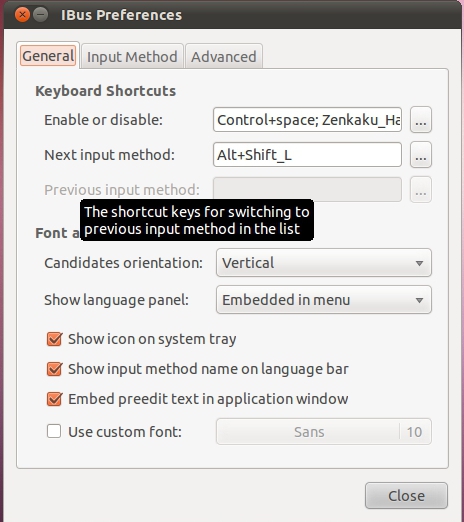 IBus Preferences
General Input Method Advanced
Keyboard Shortcuts
Enable or disable: Control+space; Zenkaku_Ha ...
Next input method: Alt+Shift_L ...
Previous input method: ...
The shortcut keys for switching to
previous input method in the list
Font a
Candidates orientation: Vertical
Show language panel: Embedded in menu
Show icon on system tray
Show input method name on language bar
Embed preedit text in application window
Use custom font: Sans 10
Close